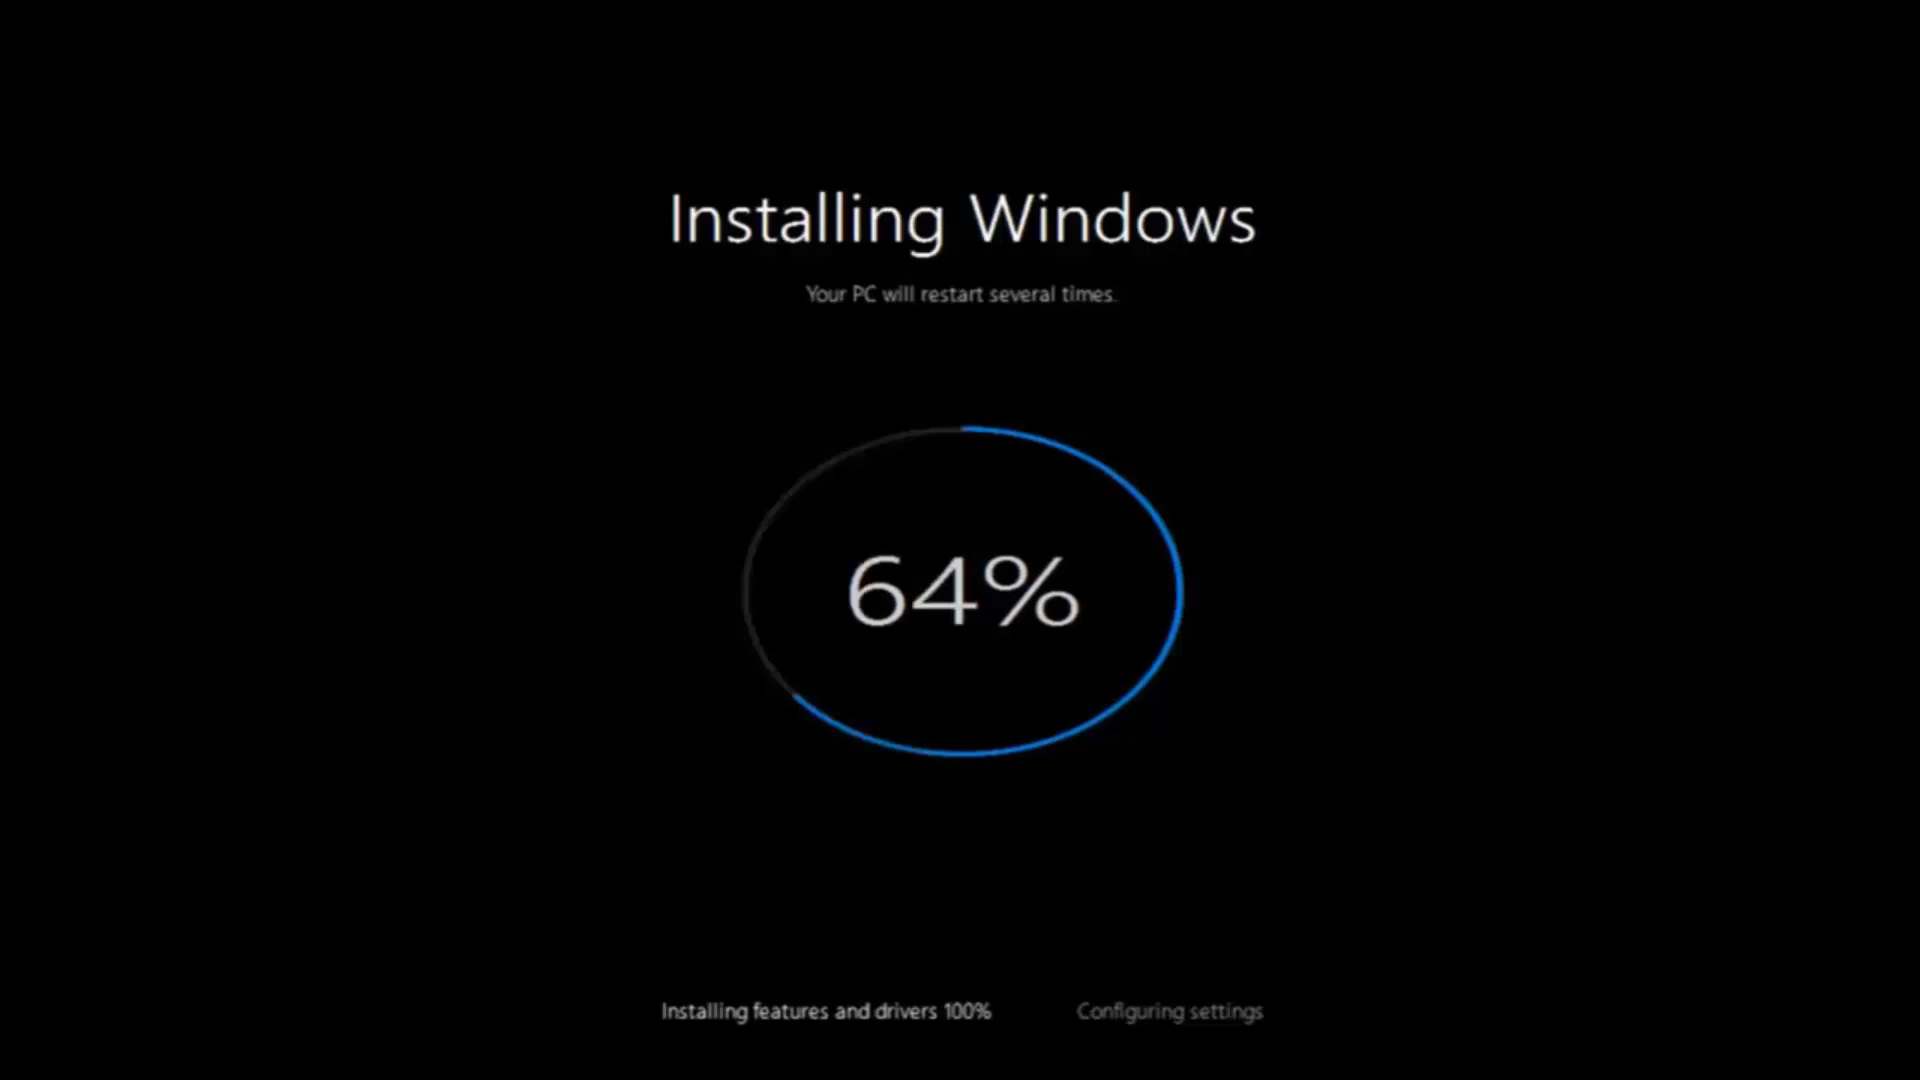 Installing Windows
Your PC will restart several times.
64%
Installing features and drivers 100%
Configuring settings